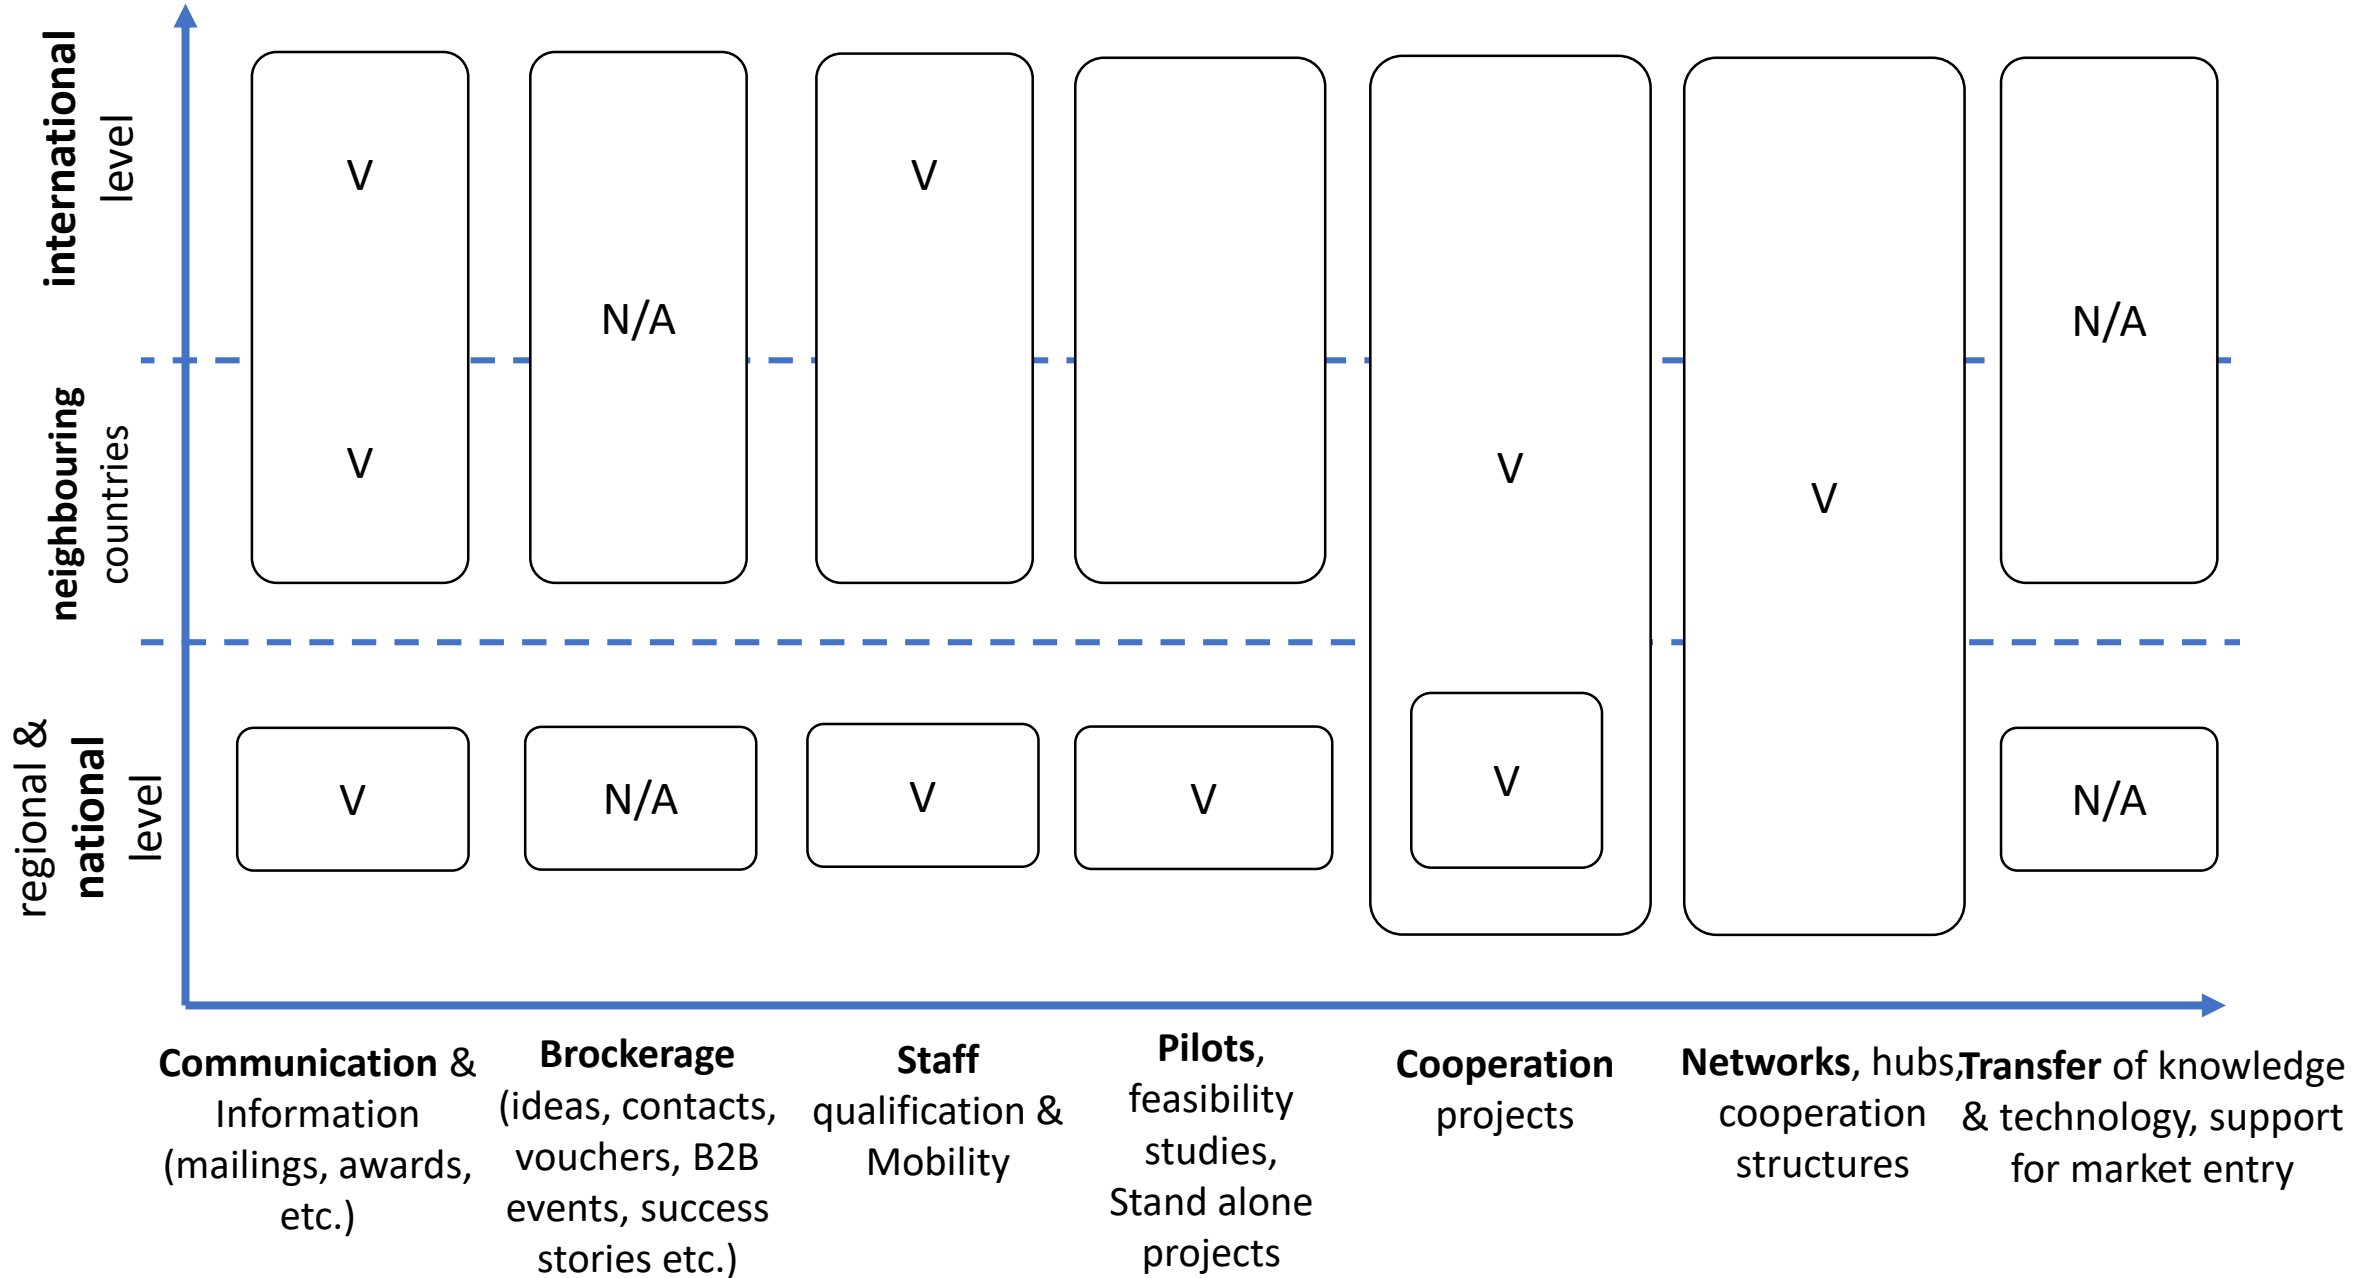 international
level
V
V
N/A
N/A
neighbouring
countries
V
V
V
regional &
national
level
V
N/A
V
V
V
N/A
Communication &
Information
(mailings, awards,
etc.)
Brockerage
(ideas, contacts,
vouchers, B2B
events, success
stories etc.)
Staff
qualification &
Mobility
Pilots,
feasibility
studies,
Stand alone
projects
Cooperation
projects
Networks, hubs,
cooperation
structures
Transfer of knowledge
& technology, support
for market entry